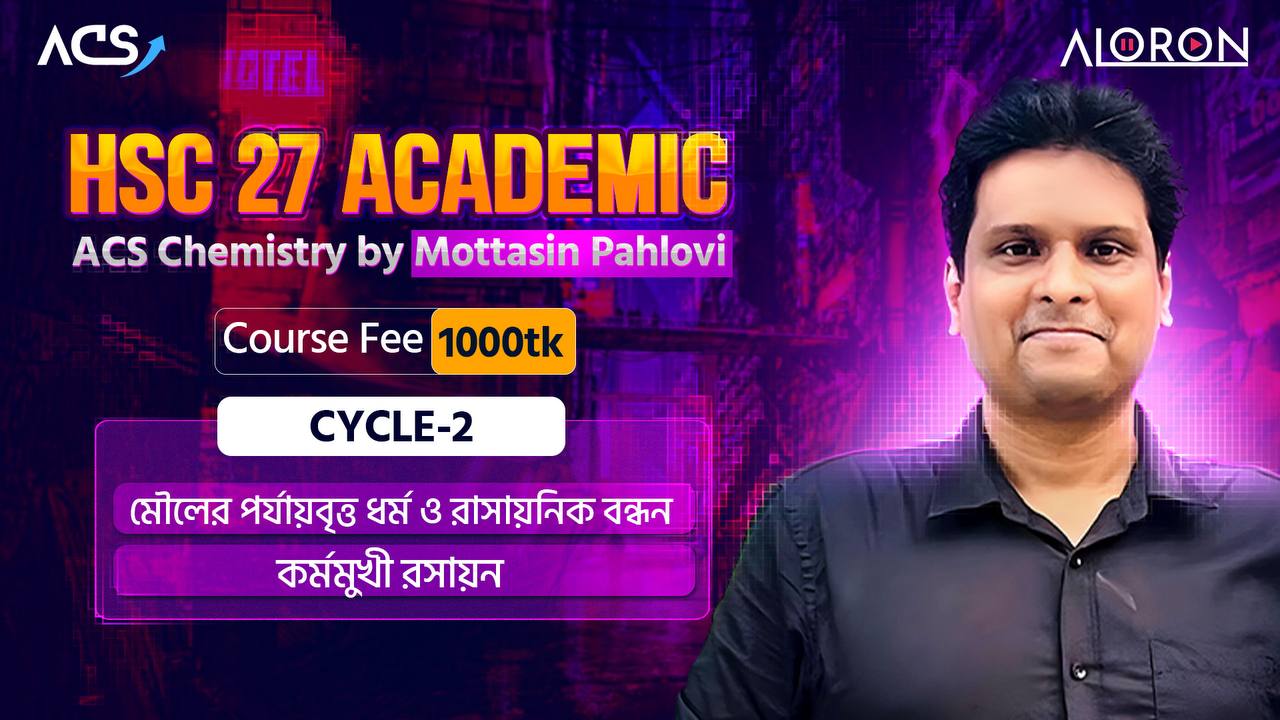 ACS
ALORON
HOTEL
HSC 27 ACADEMIC
ACS Chemistry by Mottasin Pahlovi
Course Fee 1000tk
CYCLE-2
মৌলের পর্যায়বৃত্ত ধর্ম ও রাসায়নিক বন্ধন
কর্মমুখী রসায়ন